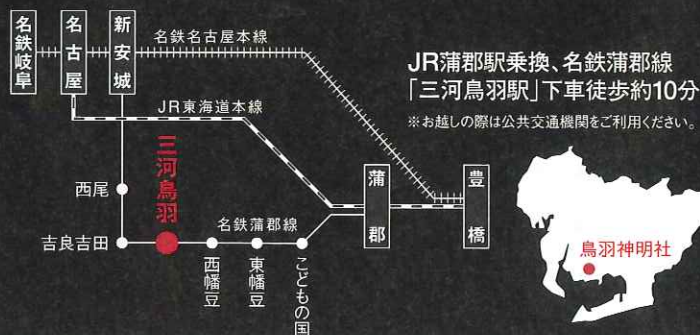 名鉄岐阜
名古屋
新安城
名鉄名古屋本線
JR東海道本線
JR蒲郡駅乗換、名鉄蒲郡線
「三河鳥羽駅」下車徒歩約10分
※お越しの際は公共交通機関をご利用ください。
三河鳥羽
西尾
名鉄蒲郡線
蒲郡
豊橋
吉良吉田
西幡豆
東幡豆
こどもの国
鳥羽神明社